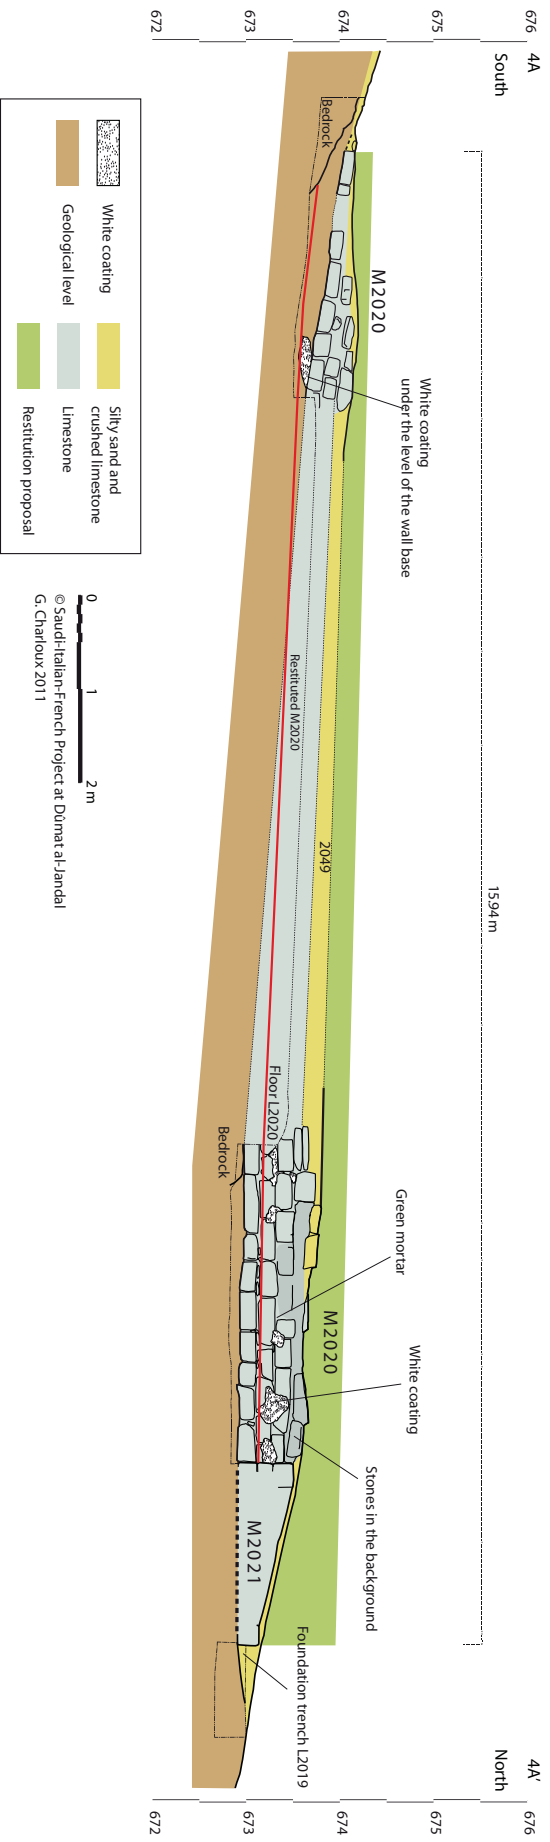 4A
South
676
675
674
673
672
4A'
North
676
675
674
673
672
15.94 m
M2020
White coating
under the level of the wall base
Bedrock
Restituted M2020
2049
Floor L2020
Bedrock
Green mortar
M2020
White coating
Stones in the background
M2021
Foundation trench L2019
White coating
Geological level
Silty sand and
crushed limestone
Limestone
Restitution proposal
0
1
2 m
© Saudi-Italian-French Project at Dûmat al-Jandal
G. Charloux 2011